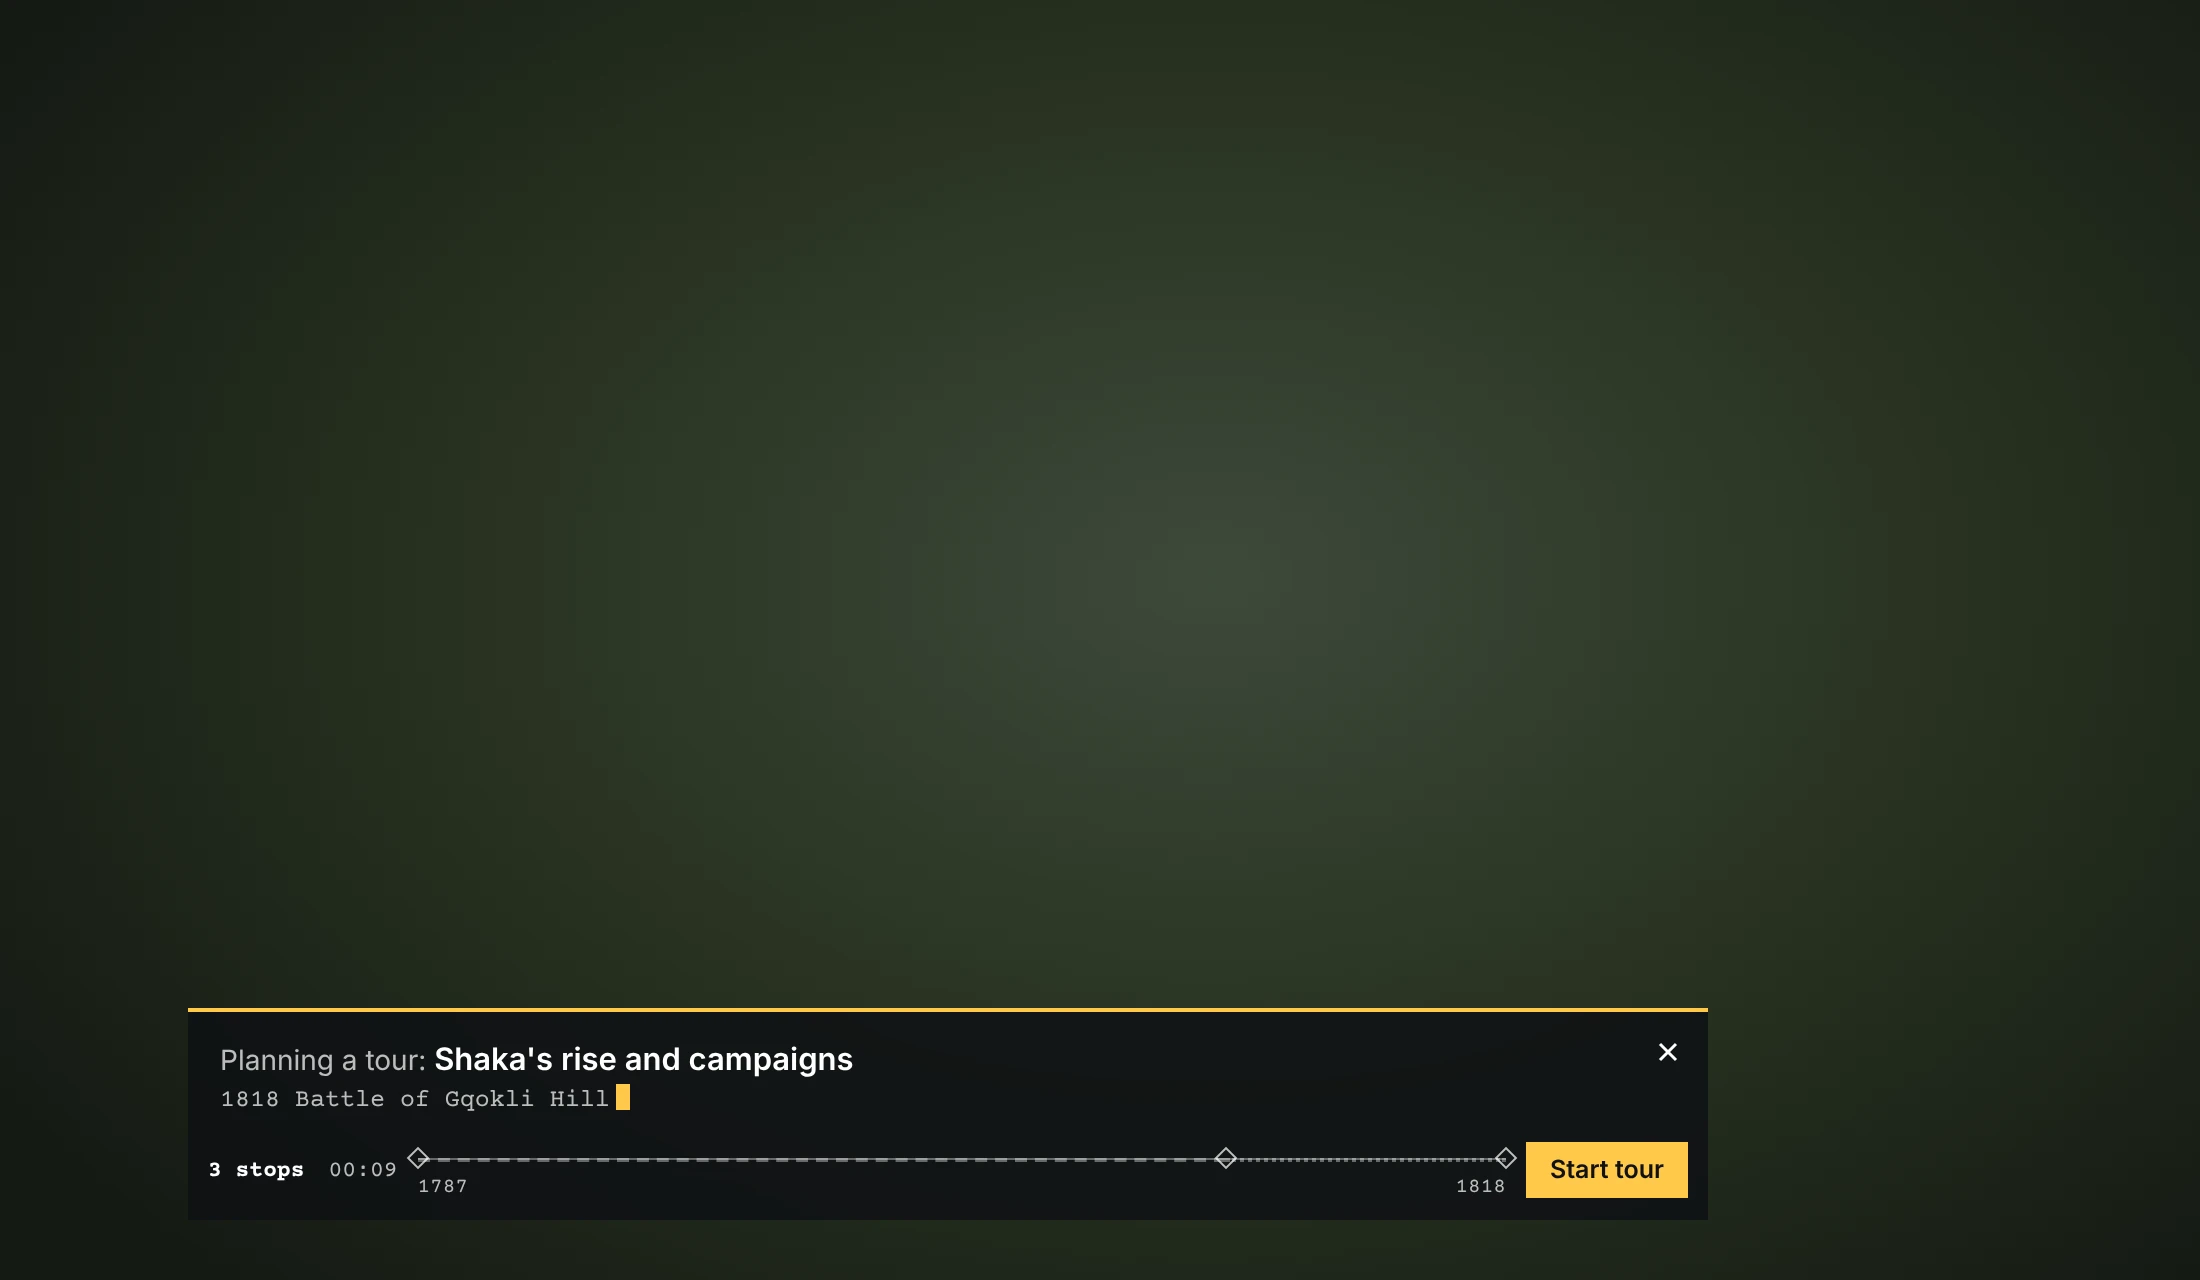 Planning a tour: Shaka's rise and campaigns
1818 Battle of Gqokli Hill
3 stops 00:09
1787
1818
Start tour